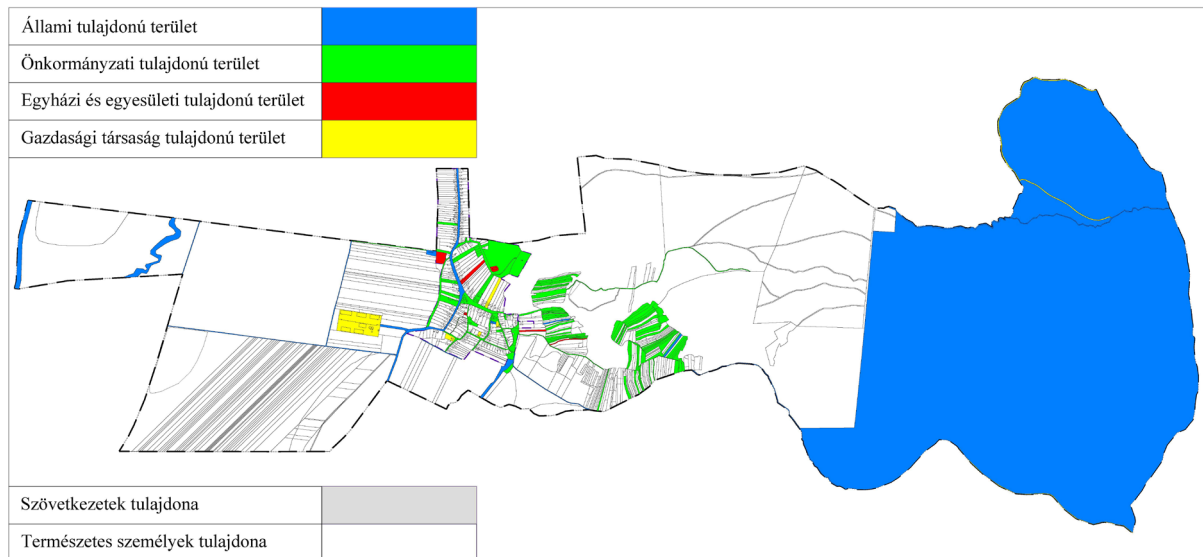 Állami tulajdonú terület
Önkormányzati tulajdonú terület
Egyházi és egyesületi tulajdonú terület
Gazdasági társaság tulajdonú terület
Szövetkezetek tulajdona
Természetes személyek tulajdona